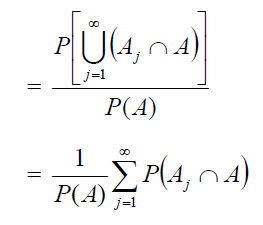 = P[⋃_{j=1}^{∞}(A_j ∩ A)] / P(A)
= 1/P(A) ∑_{j=1}^{∞} P(A_j ∩ A)